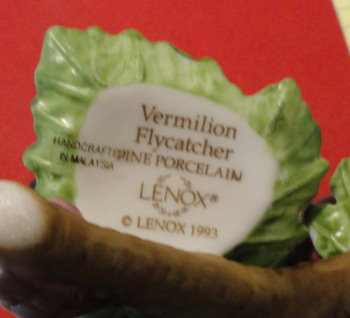 Vermilion
Flycatcher
HANDCRAFTED
IN MALAYSIA
FINE PORCELAIN
LENOX®
© LENOX 1993